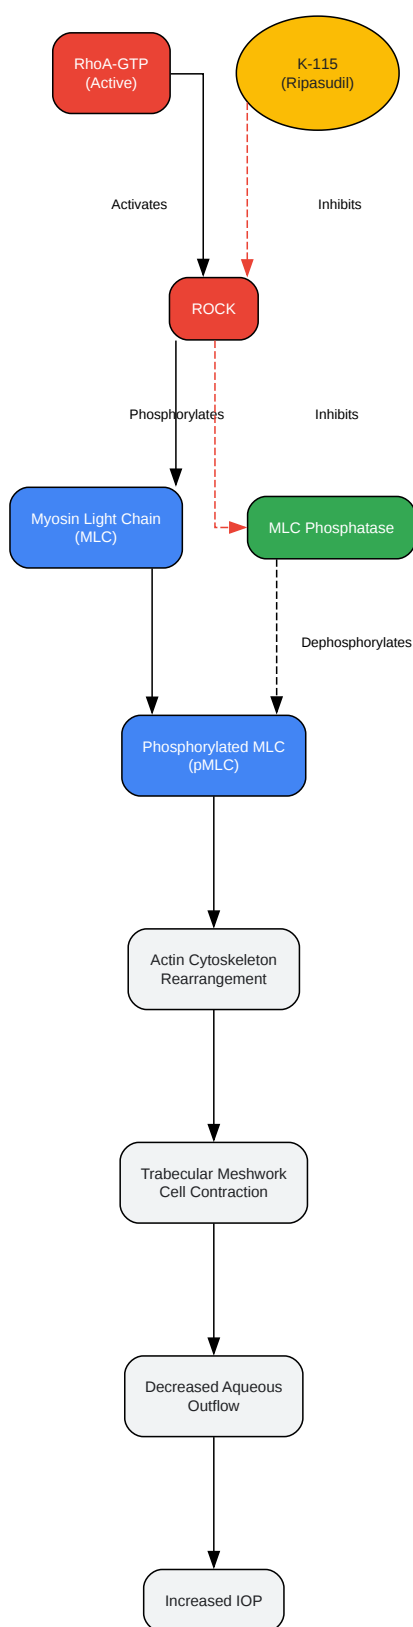 RhoA-GTP
(Active)
K-115
(Ripasudil)
Activates
Inhibits
ROCK
Phosphorylates
Inhibits
Myosin Light Chain
(MLC)
MLC Phosphatase
Dephosphorylates
Phosphorylated MLC
(pMLC)
Actin Cytoskeleton
Rearrangement
Trabecular Meshwork
Cell Contraction
Decreased Aqueous
Outflow
Increased IOP